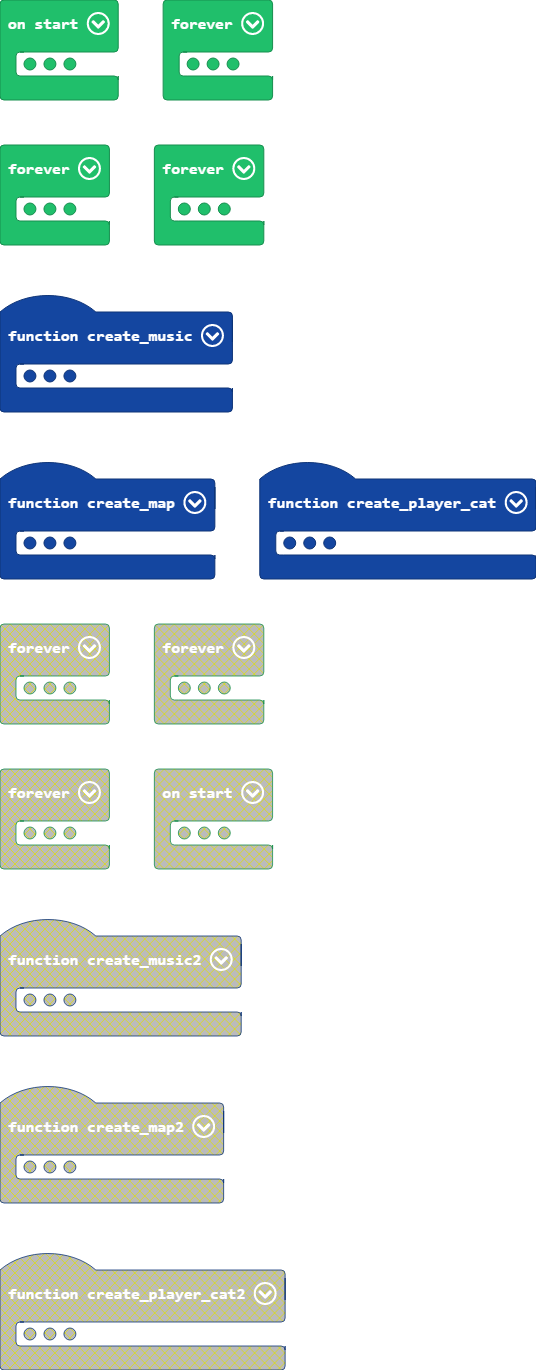 on start
forever
forever
forever
function create_music
function create_map
function create_player_cat
forever
forever
forever
on start
function create_music2
function create_map2
function create_player_cat2